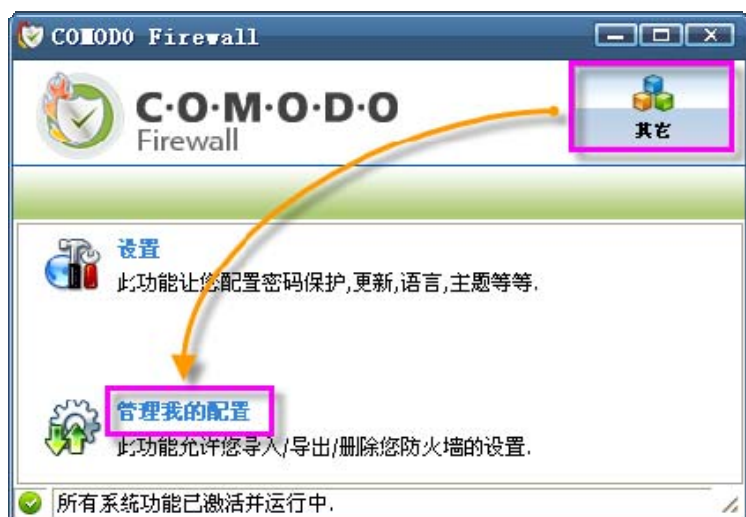 COMODO Firewall
C·O·M·O·D·O
Firewall
其它
设置
此功能让您配置密码保护,更新,语言,主题等等.
管理我的配置
此功能允许您导入/导出/删除您防火墙的设置.
所有系统功能已激活并运行中.